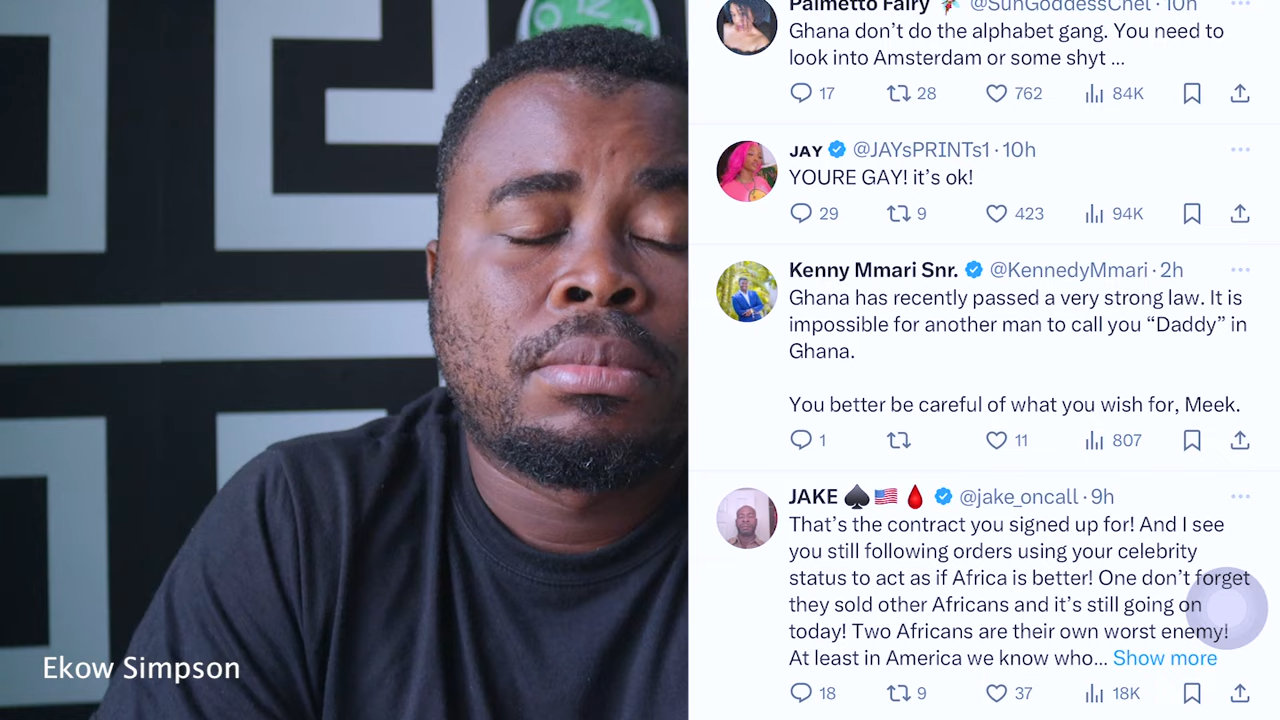 12
Palmetto Fairy @SunGoddessChel · 10h
Ghana don’t do the alphabet gang. You need to
look into Amsterdam or some shyt ...
17 28 762 84K
JAY @JAYsPRINTs1 · 10h
YOURE GAY! it’s ok!
29 9 423 94K
Kenny Mmari Snr. @KennedyMmari · 2h
Ghana has recently passed a very strong law. It is
impossible for another man to call you “Daddy” in
Ghana.
You better be careful of what you wish for, Meek.
1 11 807
JAKE ♠️🇺🇸🩸 @jake_oncall · 9h
That’s the contract you signed up for! And I see
you still following orders using your celebrity
status to act as if Africa is better! One don’t forget
they sold other Africans and it’s still going on
today! Two Africans are their own worst enemy!
At least in America we know who... Show more
18 9 37 18K
Ekow Simpson